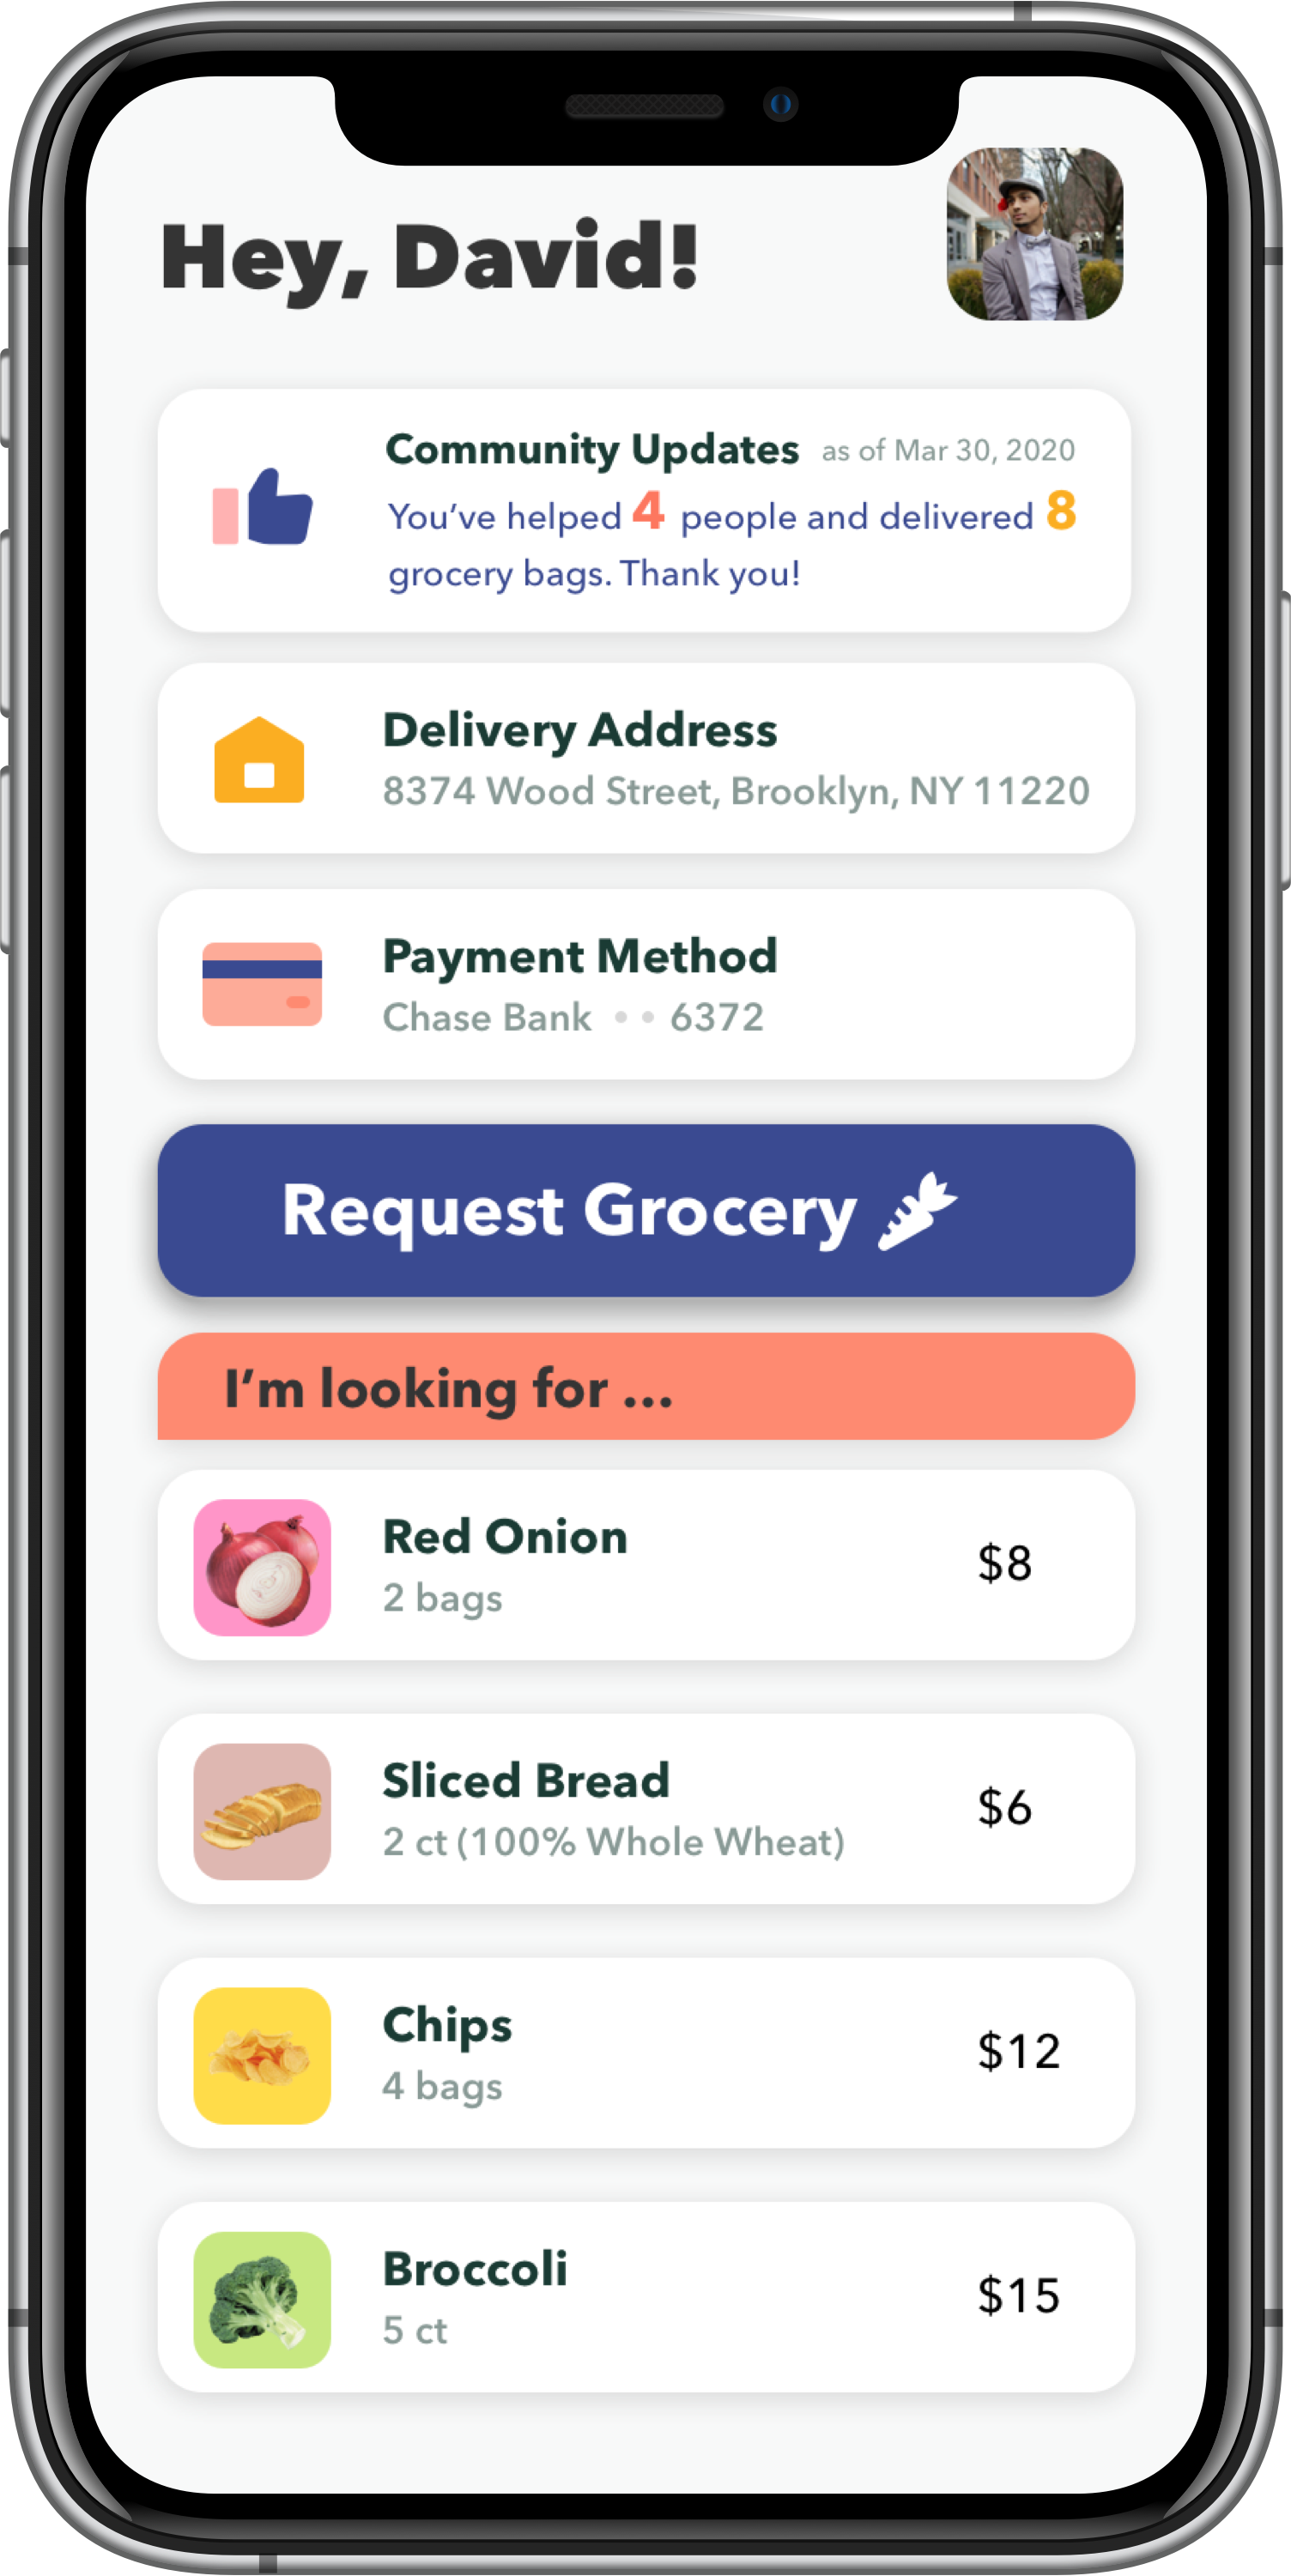 Hey, David!
Community Updates as of Mar 30, 2020
You’ve helped 4 people and delivered 8
grocery bags. Thank you!
Delivery Address
8374 Wood Street, Brooklyn, NY 11220
Payment Method
Chase Bank •• 6372
Request Grocery
I’m looking for ...
Red Onion
2 bags
$8
Sliced Bread
2 ct (100% Whole Wheat)
$6
Chips
4 bags
$12
Broccoli
5 ct
$15